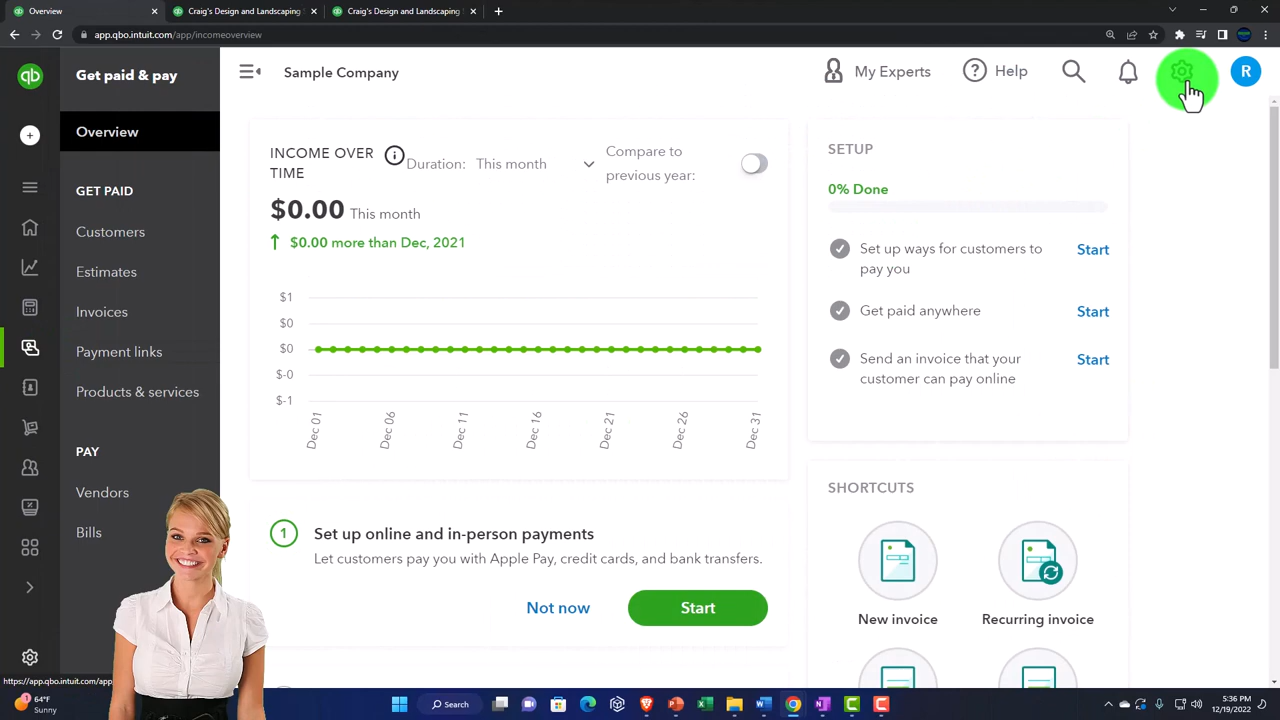 Overview
Craig's Design and Landscaping S
Craig's Design and Landscaping S
app.qbo.intuit.com/app/incomeoverview
qb
Get paid & pay
Sample Company
My Experts
Help
R
Overview
GET PAID
Customers
Estimates
Invoices
Payment links
Products & services
PAY
Vendors
Bills
INCOME OVER
TIME
Duration: This month
Compare to
previous year:
$0.00 This month
$0.00 more than Dec, 2021
$1
$0
$0
$-0
$-1
Dec 01
Dec 06
Dec 11
Dec 16
Dec 21
Dec 26
Dec 31
1
Set up online and in-person payments
Let customers pay you with Apple Pay, credit cards, and bank transfers.
Not now
Start
SETUP
0% Done
Set up ways for customers to
pay you
Start
Get paid anywhere
Start
Send an invoice that your
customer can pay online
Start
SHORTCUTS
New invoice
Recurring invoice
https://app.qbo.intuit.com/app
64°F
Sunny
Search
5:36 PM
12/19/2022